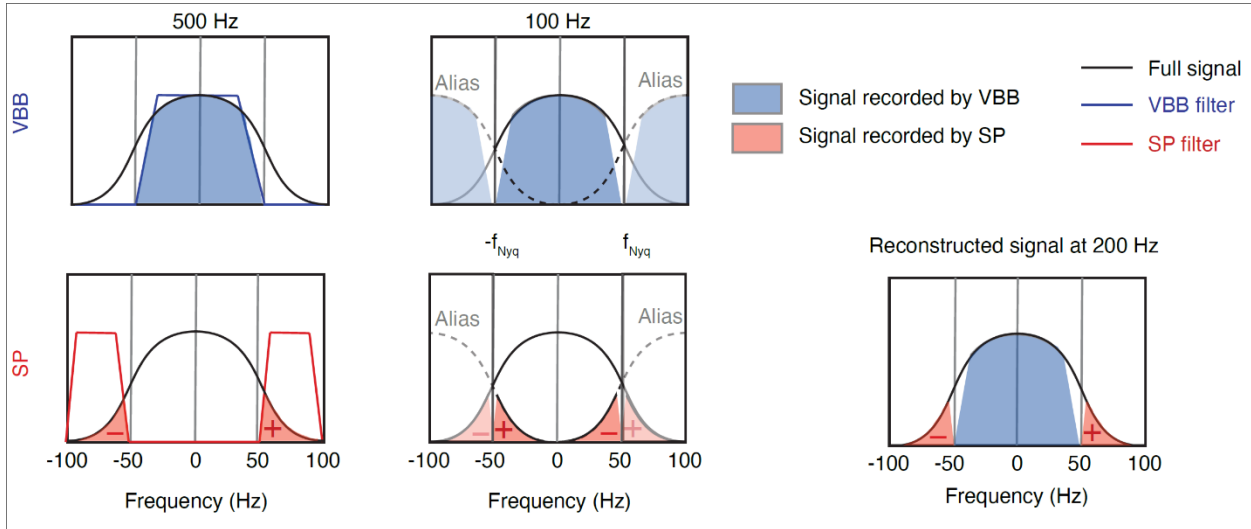 500 Hz
100 Hz
VBB
Alias
Alias
Signal recorded by VBB
Signal recorded by SP
Full signal
VBB filter
SP filter
-fNyq
fNyq
Reconstructed signal at 200 Hz
SP
− +
Alias
Alias
− + − +
− +
-100 -50 0 50 100
-100 -50 0 50 100
-100 -50 0 50 100
Frequency (Hz)
Frequency (Hz)
Frequency (Hz)